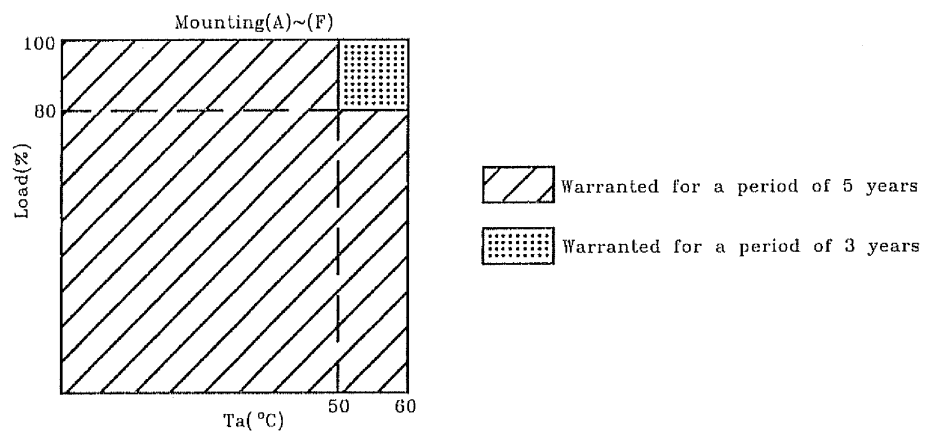 Mounting(A)~(F)
100
80
Load(%)
50
60
Ta(°C)
Warranted for a period of 5 years
Warranted for a period of 3 years